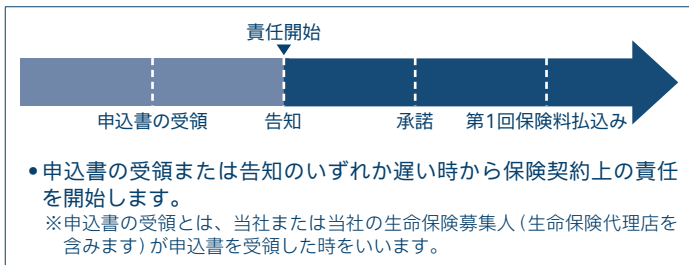 責任開始
申込書の受領 告知 承諾 第1回保険料払込み
•申込書の受領または告知のいずれか遅い時から保険契約上の責任
を開始します。
※申込書の受領とは、当社または当社の生命保険募集人(生命保険代理店を
含みます)が申込書を受領した時をいいます。